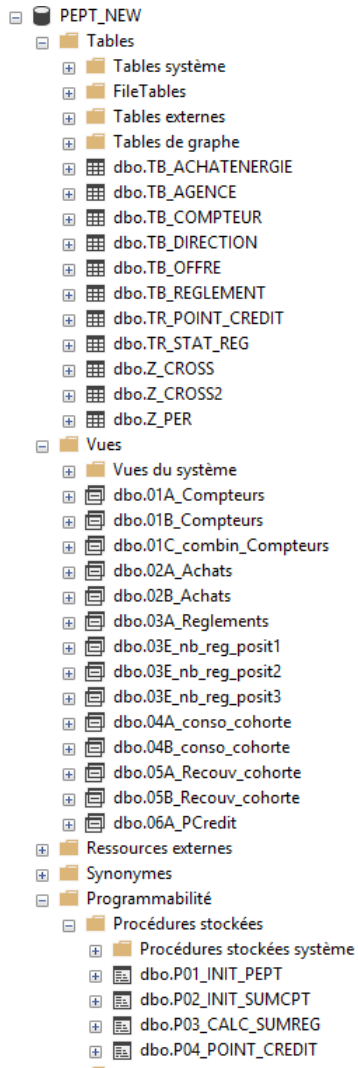 PEPT_NEW
Tables
Tables système
FileTables
Tables externes
Tables de graphe
dbo.TB_ACHATENERGIE
dbo.TB_AGENCE
dbo.TB_COMPTEUR
dbo.TB_DIRECTION
dbo.TB_OFFRE
dbo.TB_REGLEMENT
dbo.TR_POINT_CREDIT
dbo.TR_STAT_REG
dbo.Z_CROSS
dbo.Z_CROSS2
dbo.Z_PER
Vues
Vues du système
dbo.01A_Compteurs
dbo.01B_Compteurs
dbo.01C_combin_Compteurs
dbo.02A_Achats
dbo.02B_Achats
dbo.03A_Reglements
dbo.03E_nb_reg_posit1
dbo.03E_nb_reg_posit2
dbo.03E_nb_reg_posit3
dbo.04A_conso_cohorte
dbo.04B_conso_cohorte
dbo.05A_Recouv_cohorte
dbo.05B_Recouv_cohorte
dbo.06A_PCredit
Ressources externes
Synonymes
Programmabilité
Procédures stockées
Procédures stockées système
dbo.P01_INIT_PEPT
dbo.P02_INIT_SUMCPT
dbo.P03_CALC_SUMREG
dbo.P04_POINT_CREDIT